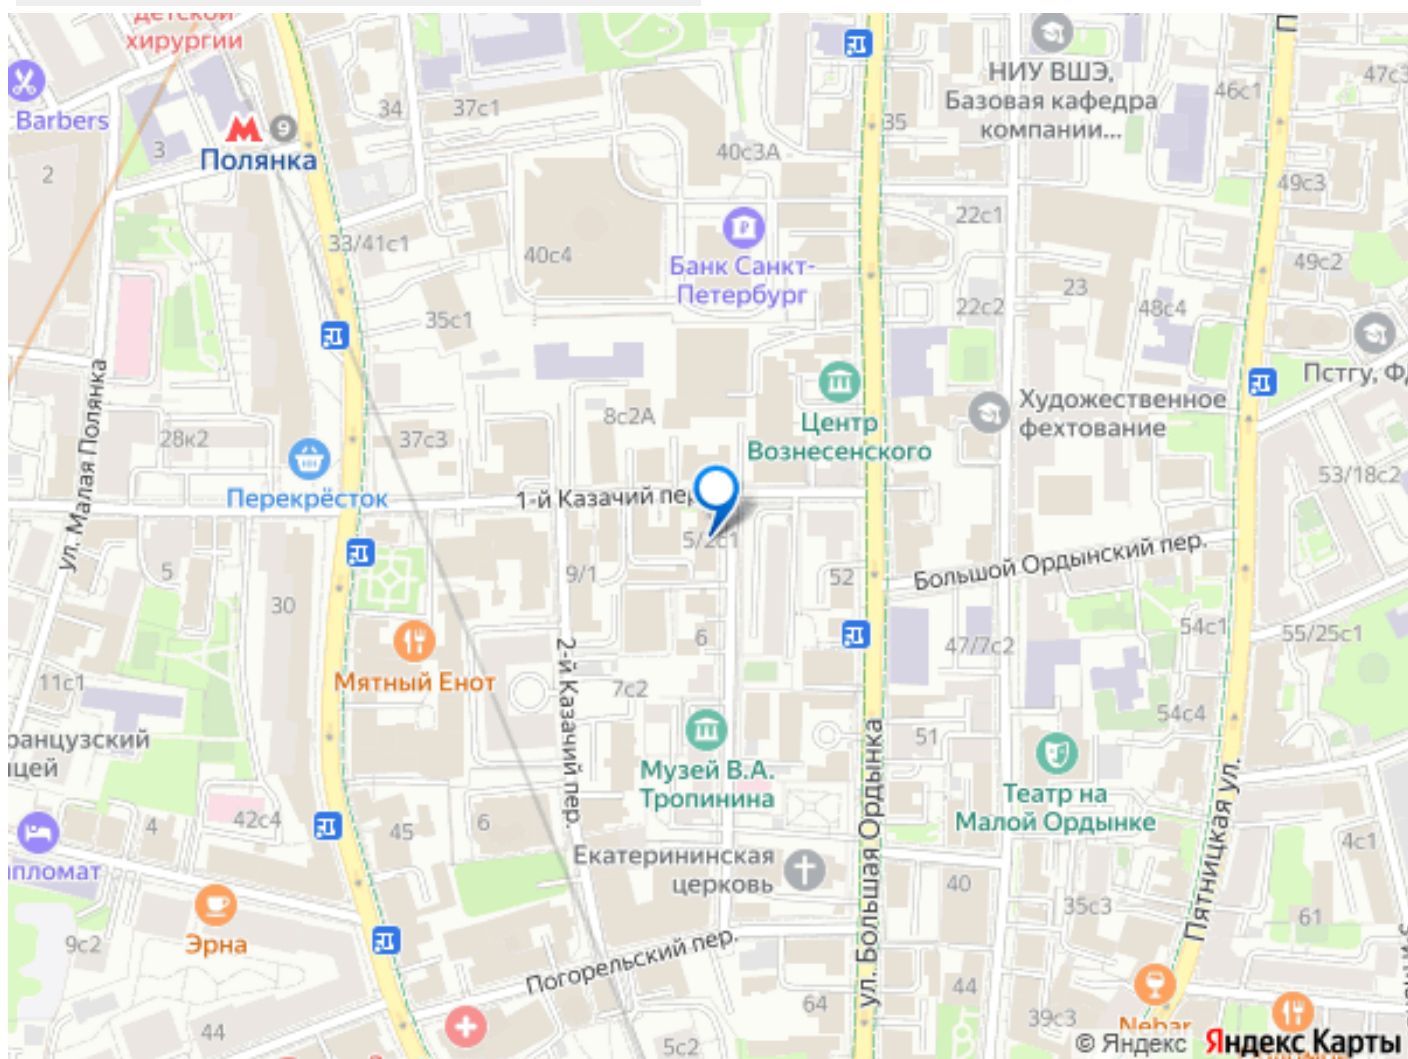 детской
хирургии
Barbers
2
3
34
37с1
Полянка
9
33/41с1
40с3А
35
НИУ ВШЭ,
Базовая кафедра
компании...
46с1
47с3
49с3
22с1
40с4
Банк Санкт-
Петербург
35с1
22с2
23
48с4
49с2
Пстгу, Ф
ул. Малая Полянка
28к2
37с3
8с2А
Центр
Вознесенского
Художественное
фехтование
53/18с2
Перекрёсток
1-й Казачий пер
5/2с1
Большой Ордынский пер.
5
30
9/1
52
6
47/7с2
54с1
55/25с1
Мятный Енот
11с1
7с2
2-й Казачий пер.
Музей В.А.
Тропинина
51
54с4
ранцузский
цей
Театр на
Малой Ордынке
ул. Большая Ордынка
Пятницкая ул.
42с4
4
45
6
4с1
пломат
Екатерининская
церковь
40
35с3
61
Эрна
9с2
Погорельский пер.
44
64
44
39с3
5с2
Nebar
© Яндекс Яндекс Карты